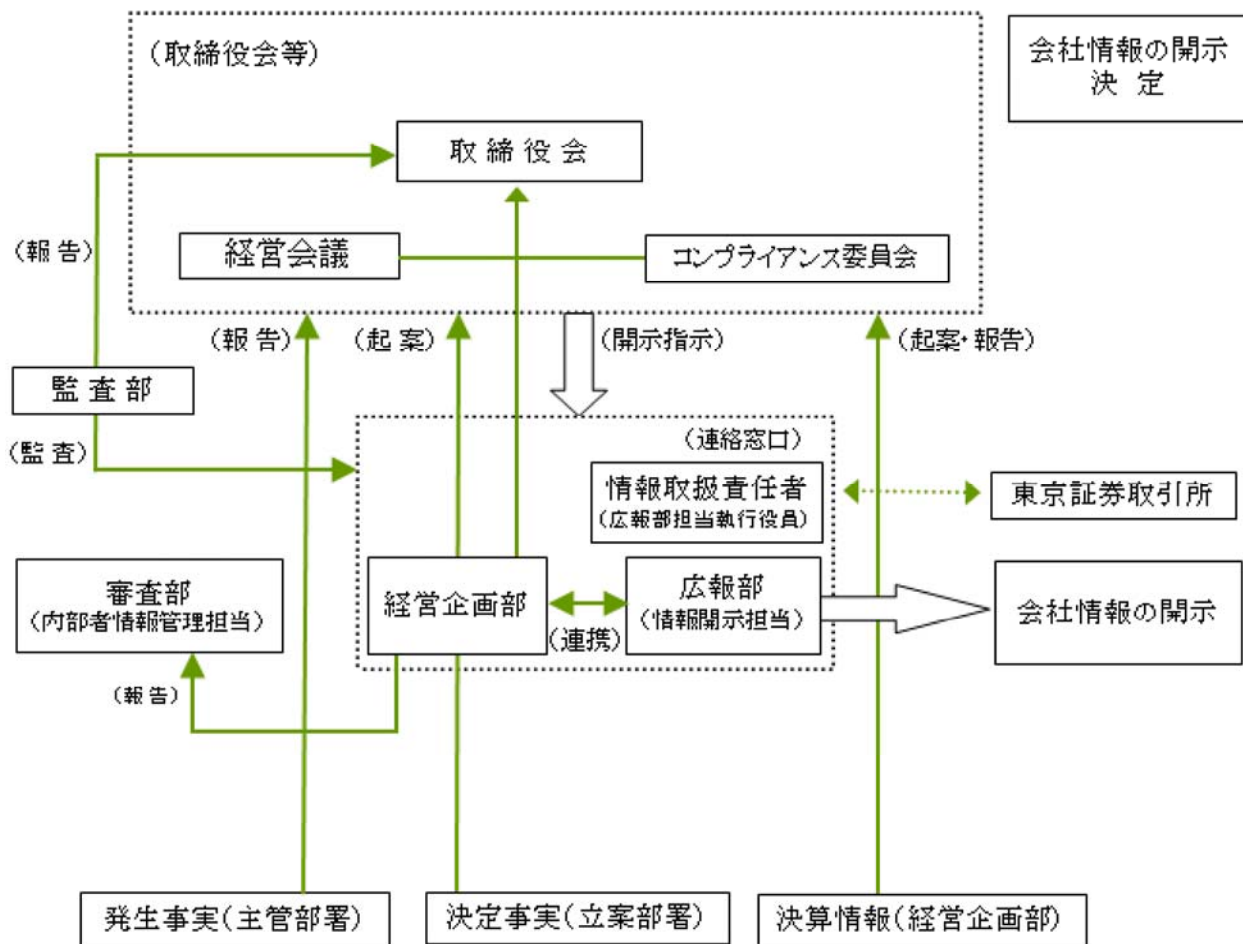 (取締役会等)
会社情報の開示
決 定
取 締 役 会
(報 告)
経営会議
コンプライアンス委員会
(報 告)
(起 案)
(開示指示)
(起案・報告)
監 査 部
(監 査)
(連絡窓口)
情報取扱責任者
(広報部担当執行役員)
東京証券取引所
審査部
(内部者情報管理担当)
経営企画部
広報部
(情報開示担当)
(連携)
会社情報の開示
(報 告)
発生事実(主管部署)
決定事実(立案部署)
決算情報(経営企画部)